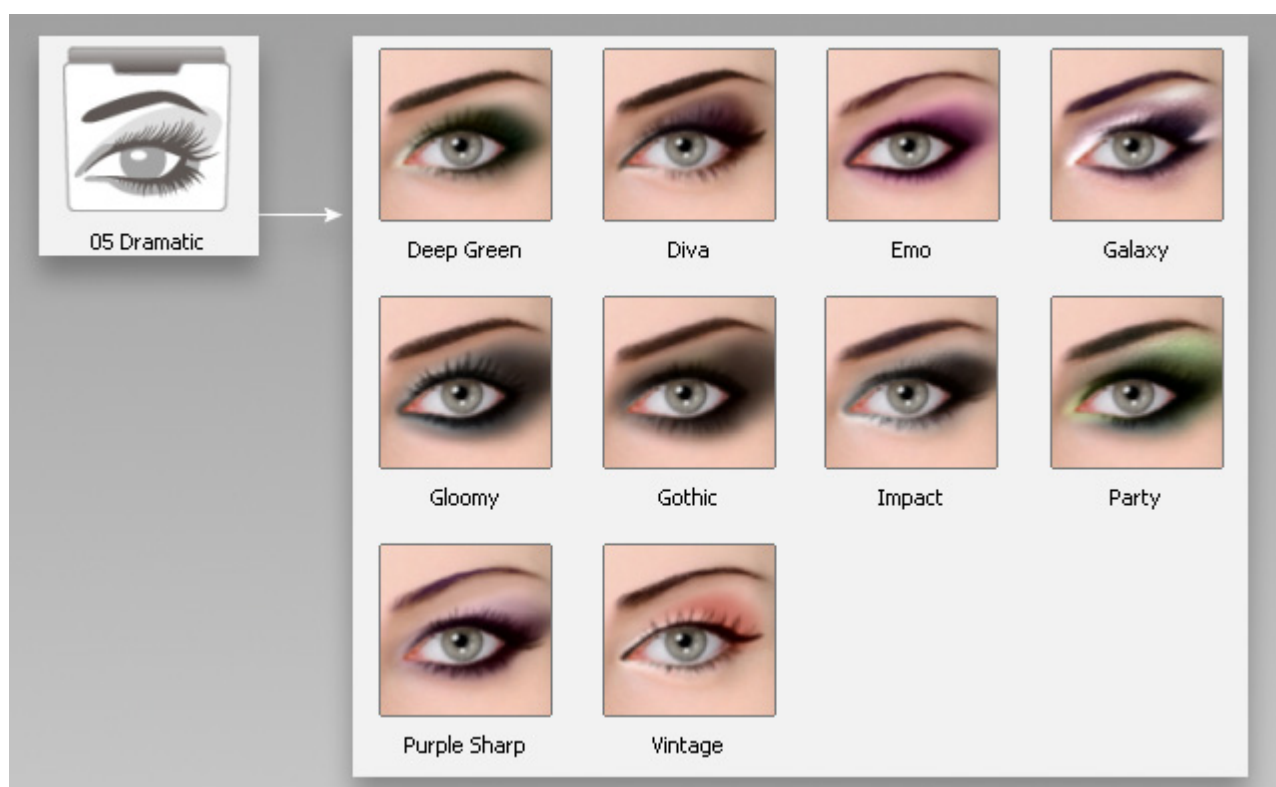 05 Dramatic
Deep Green
Diva
Emo
Galaxy
Gloomy
Gothic
Impact
Party
Purple Sharp
Vintage